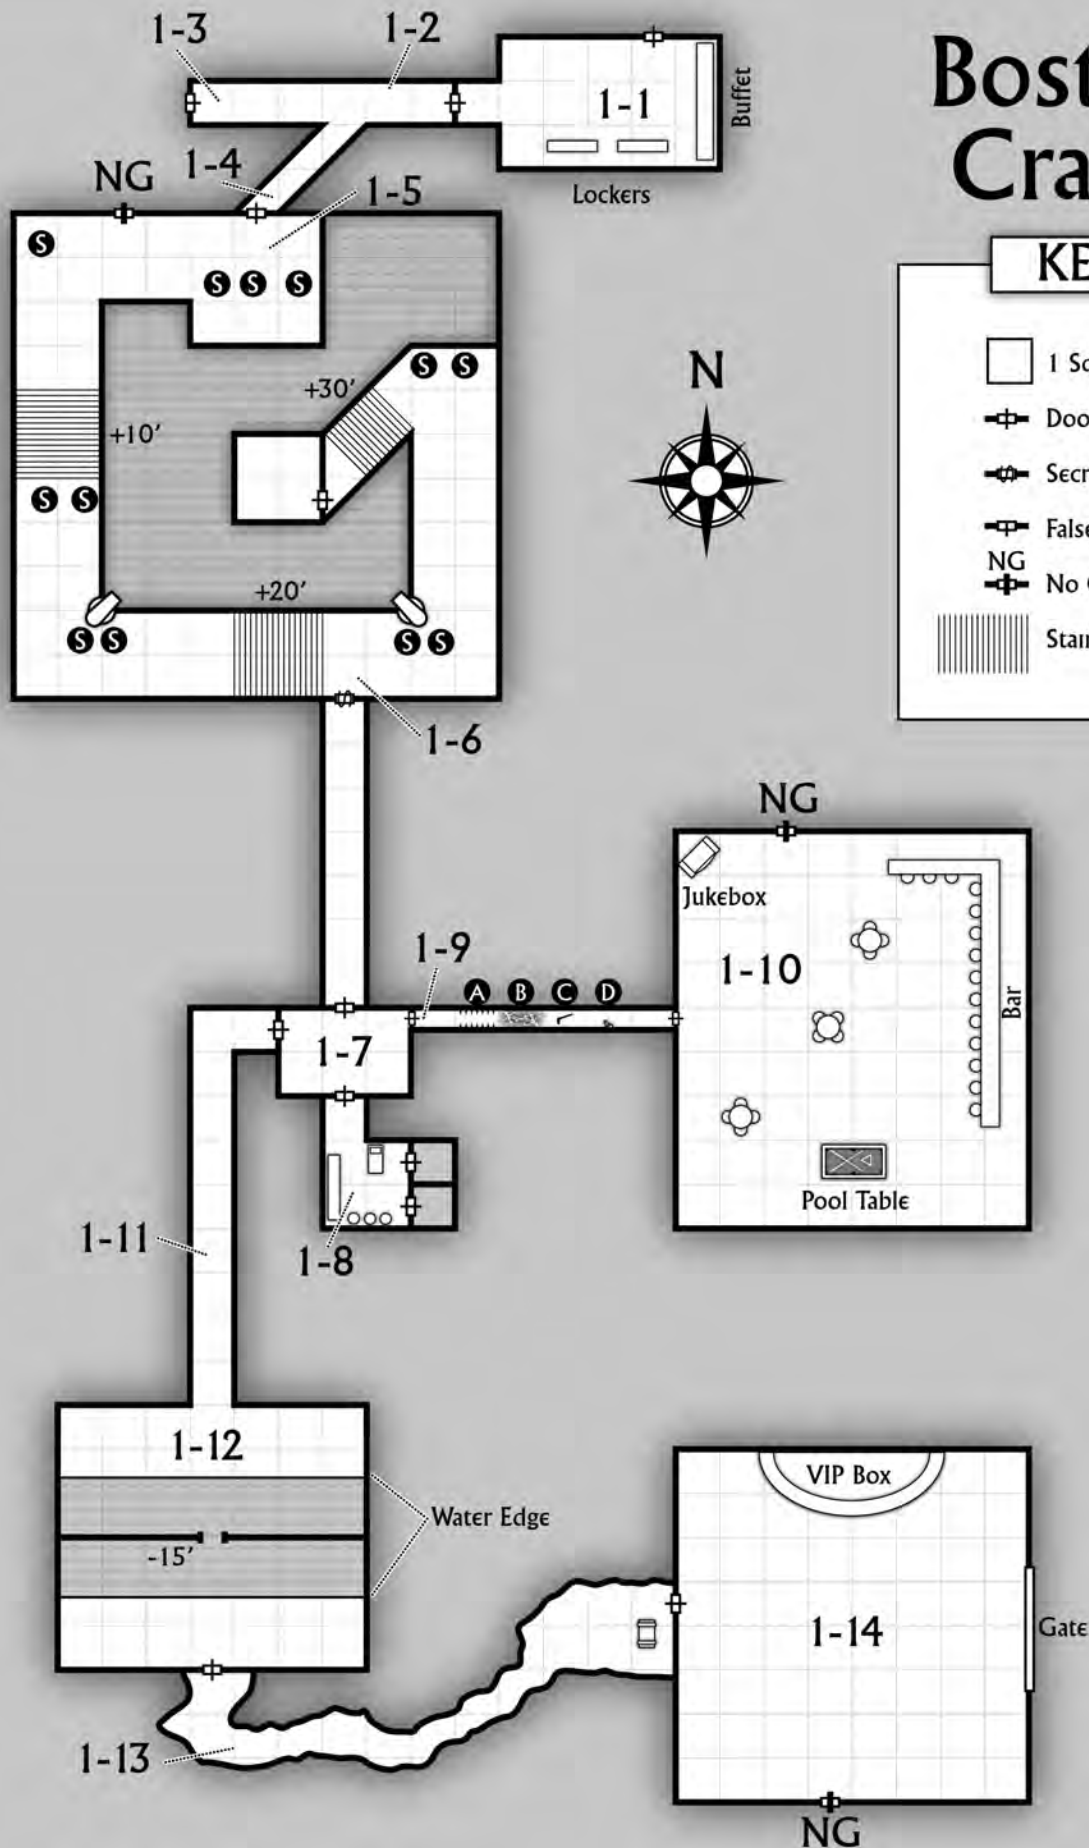 1-3
1-2
Bost
Cra
1-1
Buffet
Lockers
1-4
NG
1-5
S
S S S
KE
1 Sq
Doo
Secr
False
NG
No
Stair
N
S S
+30'
+10'
S S
+20'
S S
S S
1-6
NG
Jukebox
1-10
Bar
Pool Table
1-9
A B C D
1-7
1-8
1-11
1-12
Water Edge
-15'
VIP Box
1-14
Gate
1-13
NG